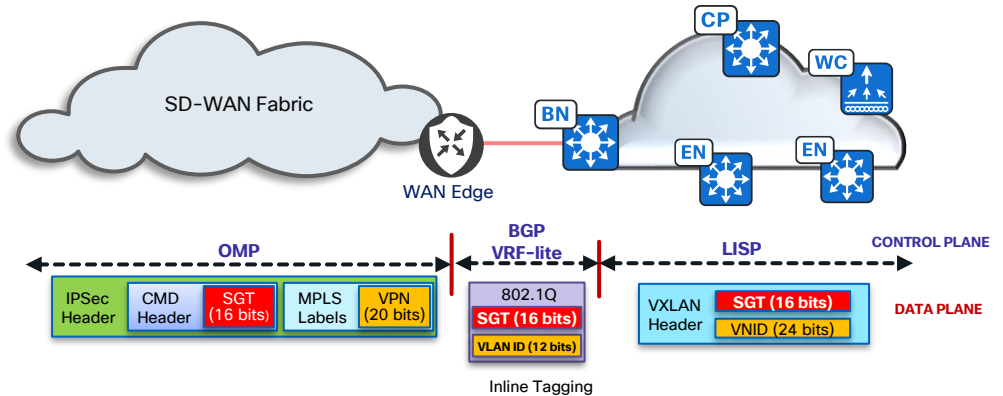 SD-WAN Fabric
CP
WC
BN
EN
EN
WAN Edge
OMP
BGP
VRF-lite
LISP
CONTROL PLANE
IPSec
Header
CMD
Header
SGT
(16 bits)
MPLS
Labels
VPN
(20 bits)
802.1Q
SGT (16 bits)
VLAN ID (12 bits)
VXLAN
Header
SGT (16 bits)
VNID (24 bits)
DATA PLANE
Inline Tagging